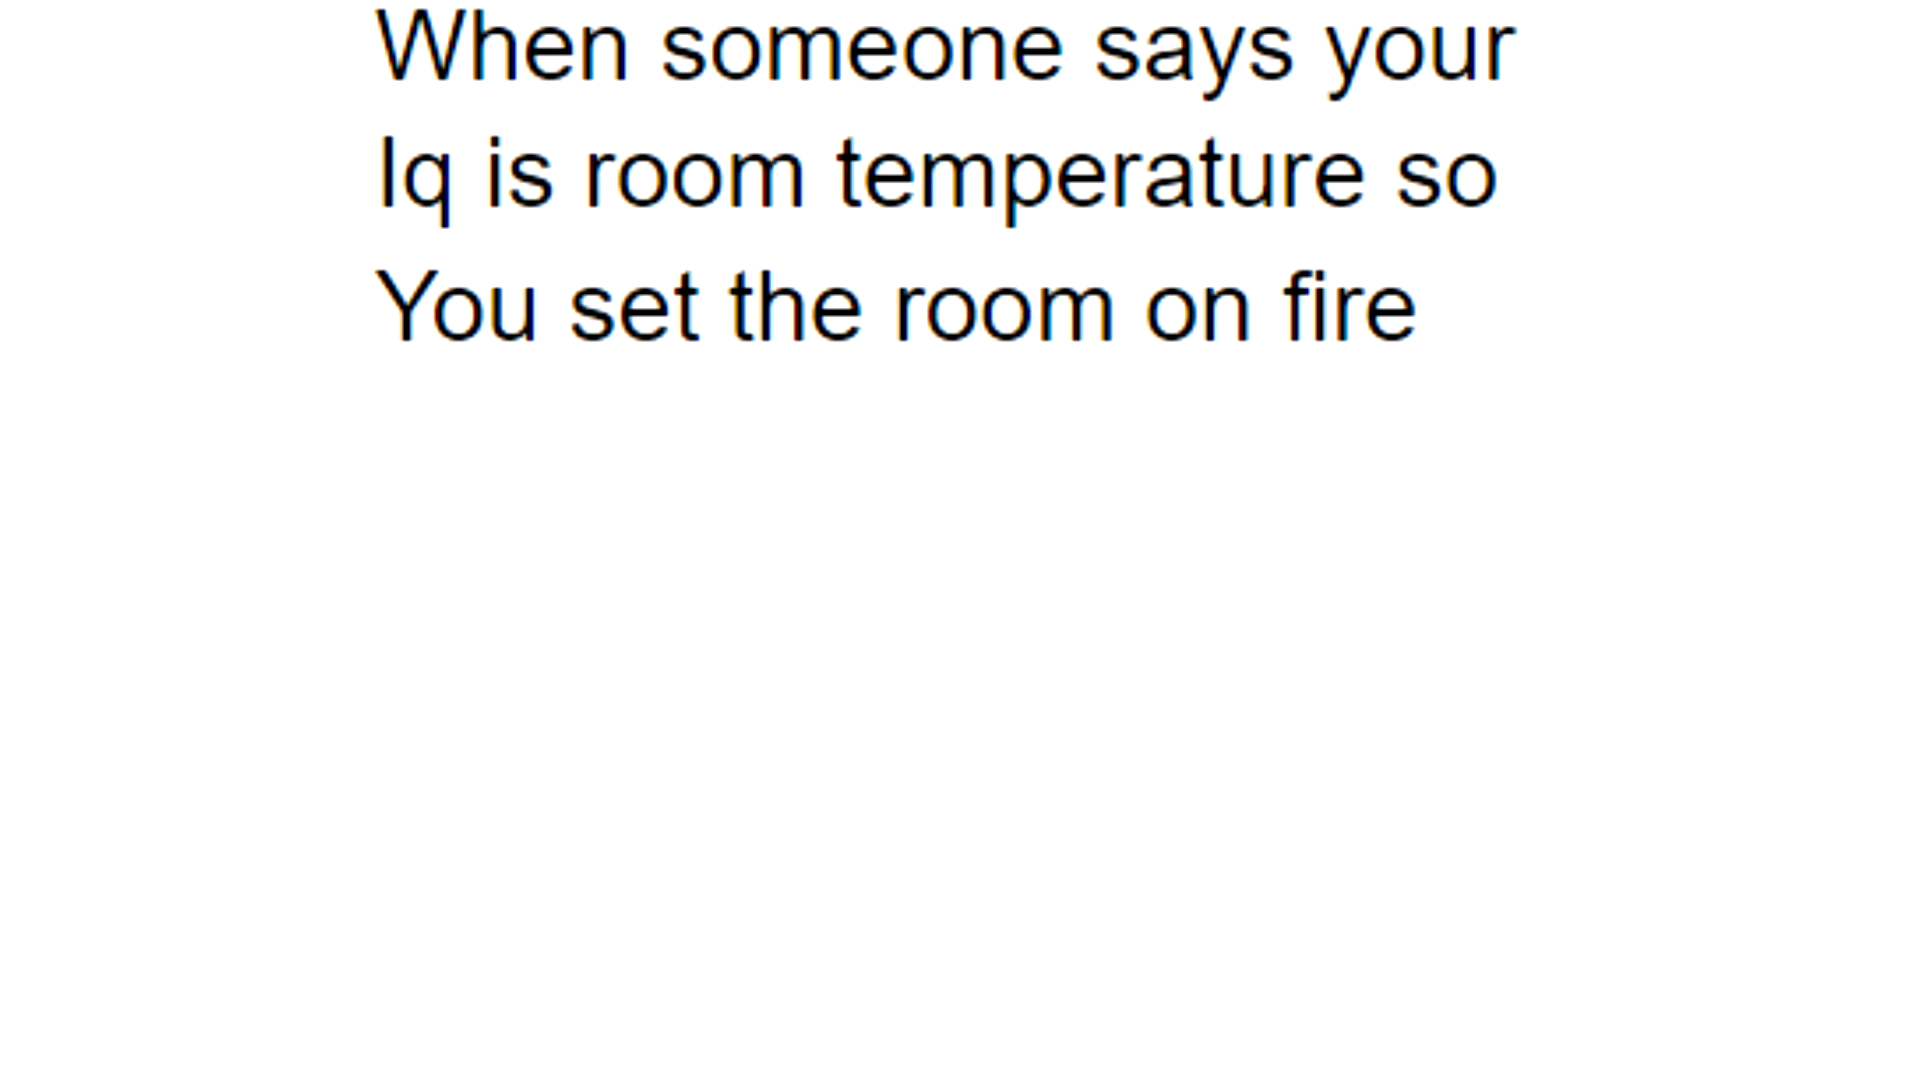 When someone says your
Iq is room temperature so
You set the room on fire